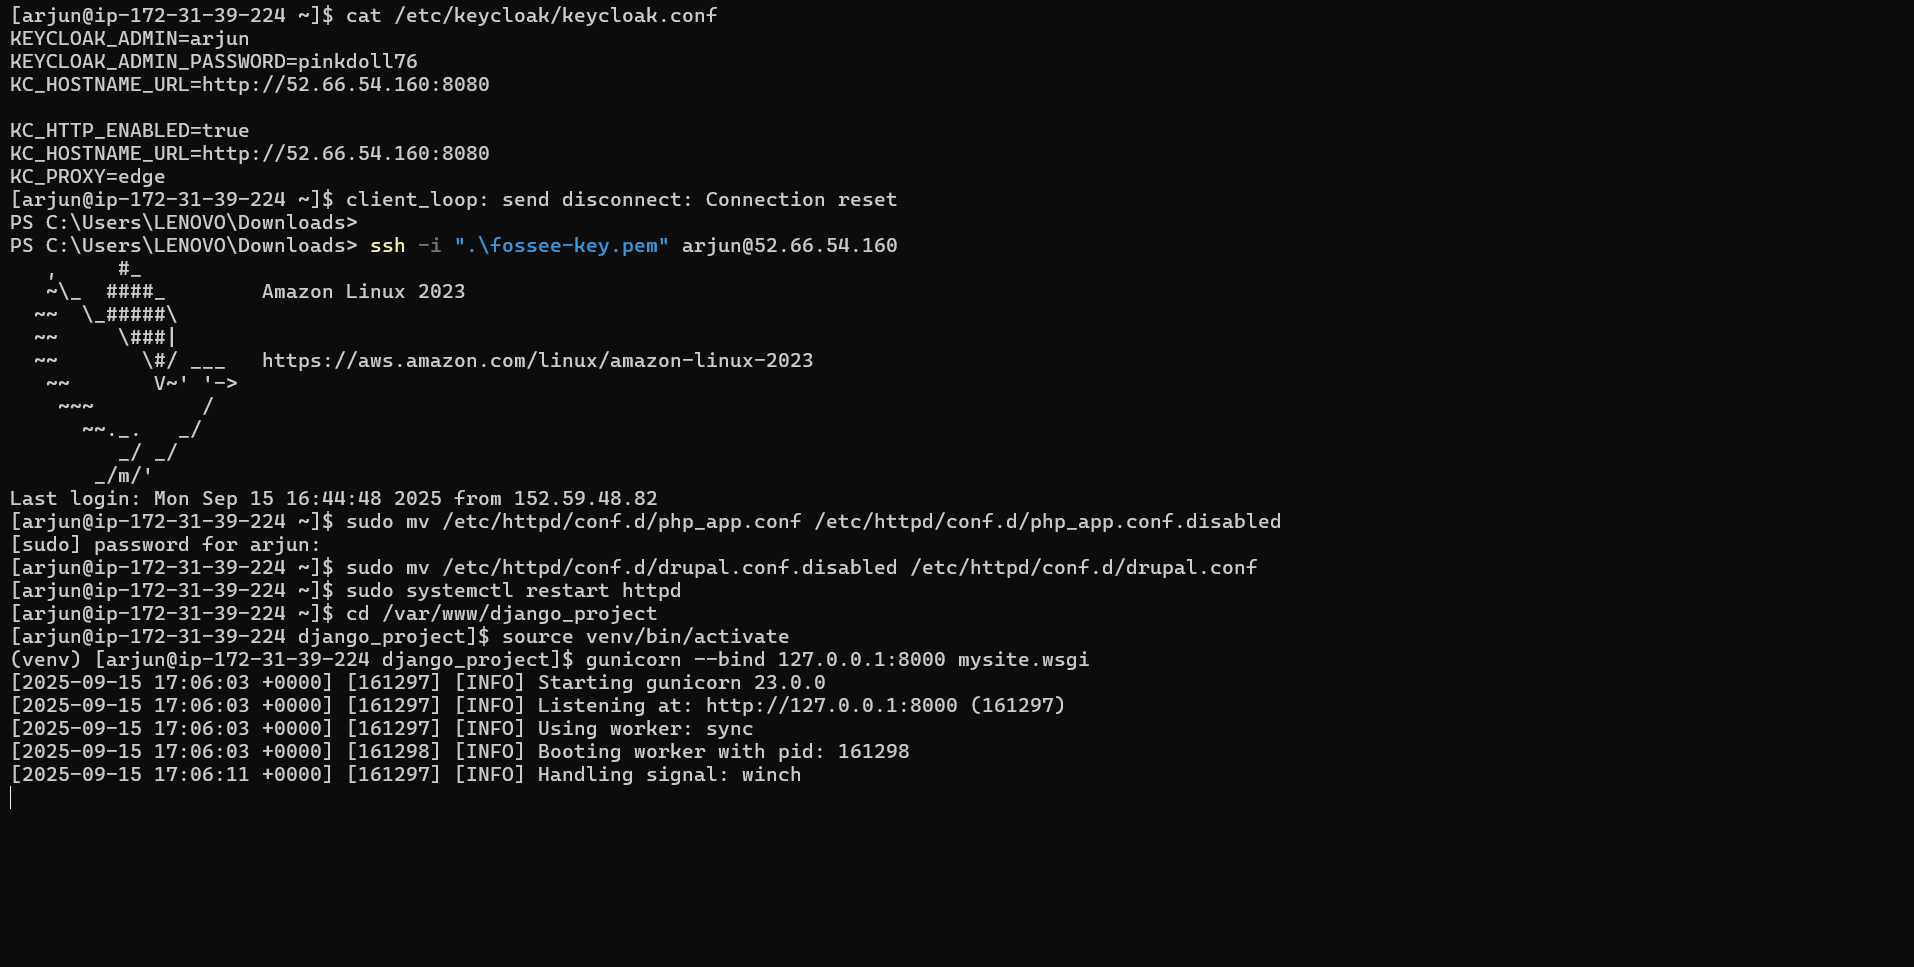 [arjun@ip-172-31-39-224 ~]$ cat /etc/keycloak/keycloak.conf
KEYCLOAK_ADMIN=arjun
KEYCLOAK_ADMIN_PASSWORD=pinkdoll76
KC_HOSTNAME_URL=http://52.66.54.160:8080

KC_HTTP_ENABLED=true
KC_HOSTNAME_URL=http://52.66.54.160:8080
KC_PROXY=edge
[arjun@ip-172-31-39-224 ~]$ client_loop: send disconnect: Connection reset
PS C:\Users\LENOVO\Downloads>
PS C:\Users\LENOVO\Downloads> ssh -i ".\fossee-key.pem" arjun@52.66.54.160
   ,     #_
   ~\_  ####_        Amazon Linux 2023
  ~~  \_#####\
  ~~     \###|
  ~~       \#/ ___   https://aws.amazon.com/linux/amazon-linux-2023
   ~~       V~' '->
    ~~~         /
      ~~._.   _/
         _/ _/
       _/m/'
Last login: Mon Sep 15 16:44:48 2025 from 152.59.48.82
[arjun@ip-172-31-39-224 ~]$ sudo mv /etc/httpd/conf.d/php_app.conf /etc/httpd/conf.d/php_app.conf.disabled
[sudo] password for arjun:
[arjun@ip-172-31-39-224 ~]$ sudo mv /etc/httpd/conf.d/drupal.conf.disabled /etc/httpd/conf.d/drupal.conf
[arjun@ip-172-31-39-224 ~]$ sudo systemctl restart httpd
[arjun@ip-172-31-39-224 ~]$ cd /var/www/django_project
[arjun@ip-172-31-39-224 django_project]$ source venv/bin/activate
(venv) [arjun@ip-172-31-39-224 django_project]$ gunicorn --bind 127.0.0.1:8000 mysite.wsgi
[2025-09-15 17:06:03 +0000] [161297] [INFO] Starting gunicorn 23.0.0
[2025-09-15 17:06:03 +0000] [161297] [INFO] Listening at: http://127.0.0.1:8000 (161297)
[2025-09-15 17:06:03 +0000] [161297] [INFO] Using worker: sync
[2025-09-15 17:06:03 +0000] [161298] [INFO] Booting worker with pid: 161298
[2025-09-15 17:06:11 +0000] [161297] [INFO] Handling signal: winch